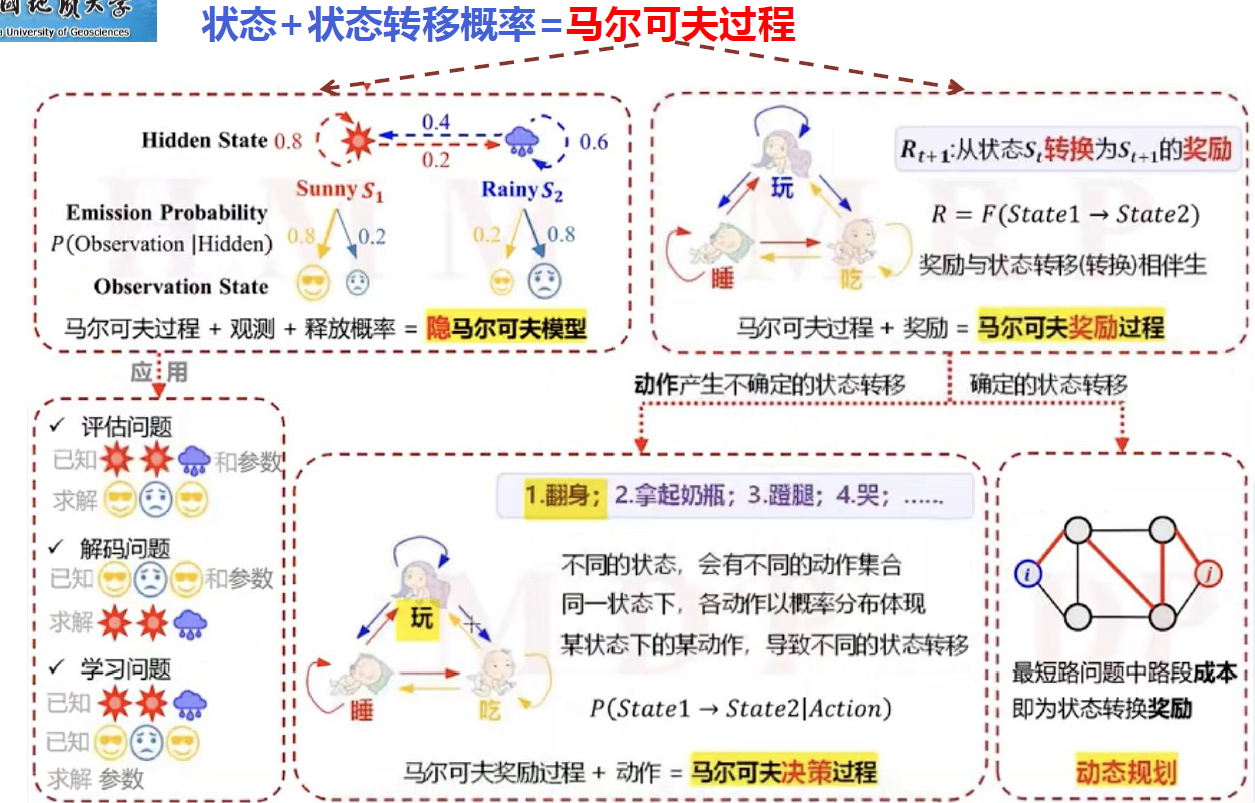 国地质大学
a University of Geosciences
状态+状态转移概率=马尔可夫过程
Hidden State 0.8
0.4
0.2
0.6
Sunny S₁
Rainy S₂
Emission Probability
P(Observation |Hidden)
0.8
0.2
0.2
0.8
Observation State
马尔可夫过程 + 观测 + 释放概率 = 隐马尔可夫模型
HMM
玩
睡
吃
Rₜ₊₁:从状态Sₜ转换为Sₜ₊₁的奖励
R = F(State1 → State2)
奖励与状态转移(转换)相伴生
马尔可夫过程 + 奖励 = 马尔可夫奖励过程
MRP
应用
动作产生不确定的状态转移
确定的状态转移
✓ 评估问题
已知
和参数
求解
✓ 解码问题
已知
和参数
求解
✓ 学习问题
已知
已知
求解 参数
1.翻身；2.拿起奶瓶；3.蹬腿；4.哭；……
玩
睡
吃
不同的状态，会有不同的动作集合
同一状态下，各动作以概率分布体现
某状态下的某动作，导致不同的状态转移
P(State1 → State2|Action)
马尔可夫奖励过程 + 动作 = 马尔可夫决策过程
MDP
i
j
最短路问题中路段成本
即为状态转换奖励
动态规划
DP